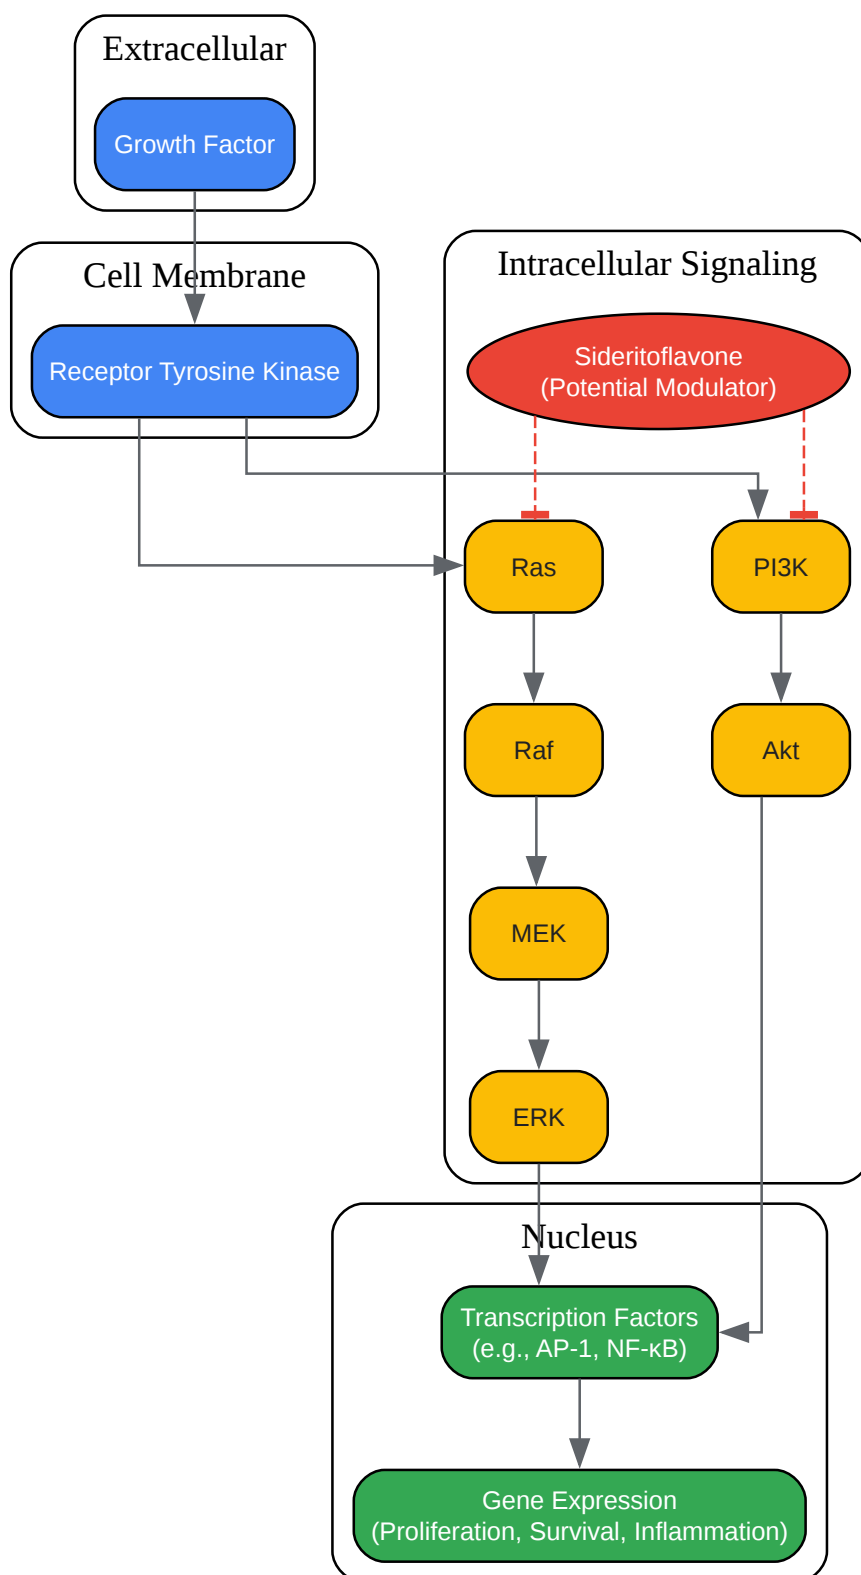 Extracellular
Growth Factor
Cell Membrane
Receptor Tyrosine Kinase
Intracellular Signaling
Sideritoflavone
(Potential Modulator)
Ras
PI3K
Raf
Akt
MEK
ERK
Nucleus
Transcription Factors
(e.g., AP-1, NF-κB)
Gene Expression
(Proliferation, Survival, Inflammation)